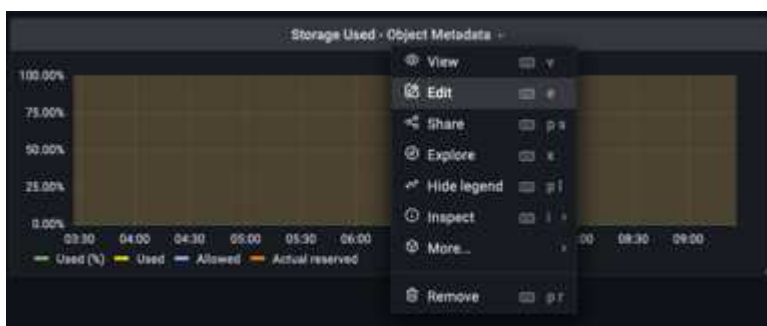 Storage Used - Object Metadata
View v
100.00%
Edit e
75.00%
Share p s
50.00%
Explore x
25.00%
Hide legend p l
Inspect i
0.00%
03:30 04:00 04:30 05:00 05:30 06:00 :00 08:30 09:00
More...
Used (%) Used Allowed Actual reserved
Remove p r